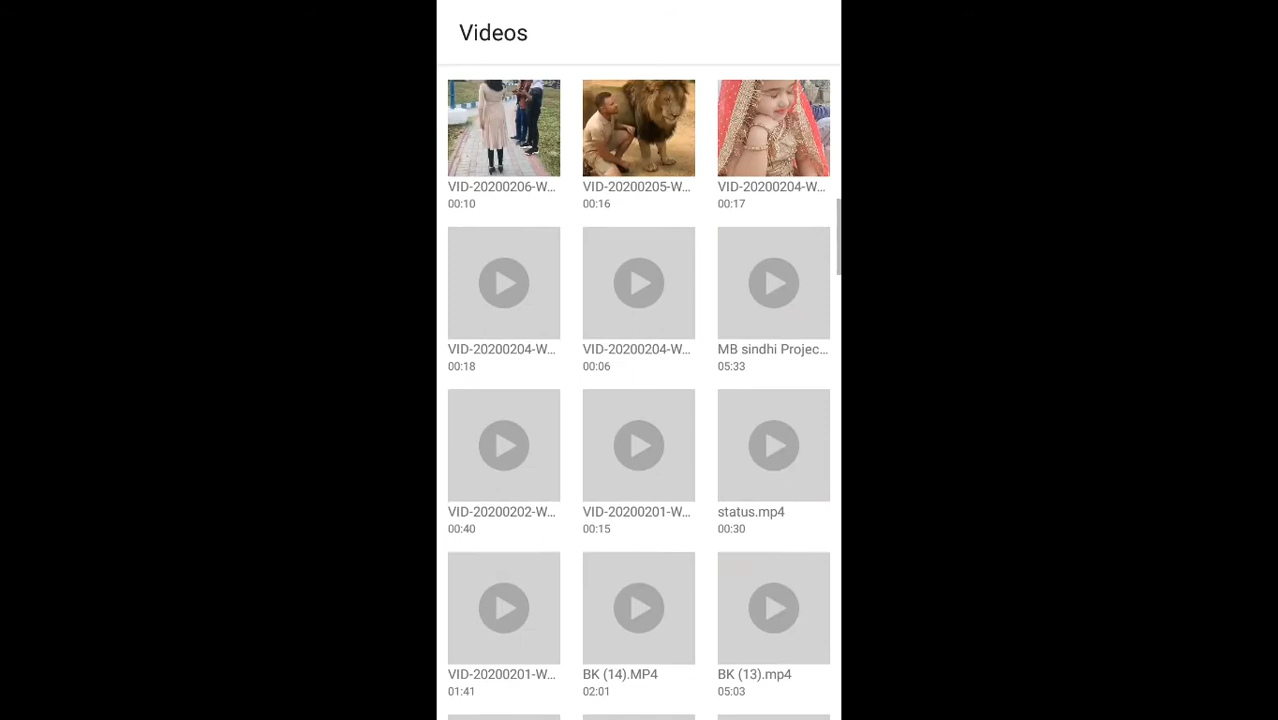 Videos
VID-20200206-W...
VID-20200205-W...
VID-20200204-W...
00:10
00:16
00:17
VID-20200204-W...
VID-20200204-W...
MB sindhi Projec...
00:18
00:06
05:33
VID-20200202-W...
VID-20200201-W...
status.mp4
00:40
00:15
00:30
VID-20200201-W...
BK (14).MP4
BK (13).mp4
01:41
02:01
05:03